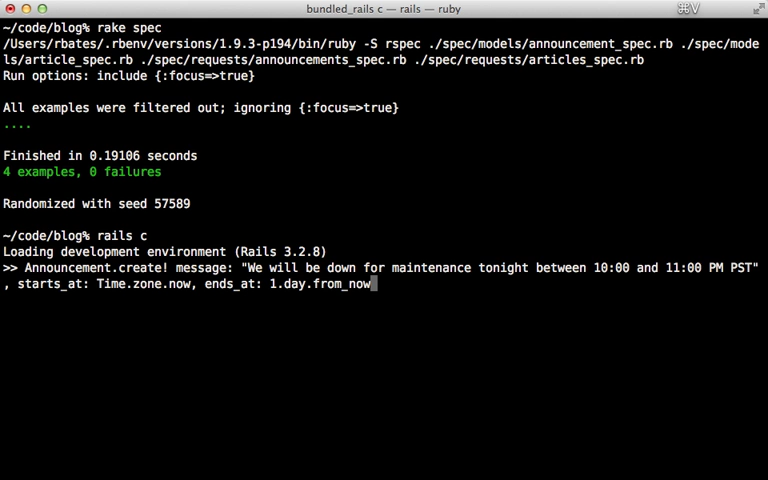 bundled_rails c — rails — ruby
⌘V
~/code/blog% rake spec
/Users/rbates/.rbenv/versions/1.9.3-p194/bin/ruby -S rspec ./spec/models/announcement_spec.rb ./spec/mode
ls/article_spec.rb ./spec/requests/announcements_spec.rb ./spec/requests/articles_spec.rb
Run options: include {:focus=>true}
All examples were filtered out; ignoring {:focus=>true}
....
Finished in 0.19106 seconds
4 examples, 0 failures
Randomized with seed 57589
~/code/blog% rails c
Loading development environment (Rails 3.2.8)
>> Announcement.create! message: "We will be down for maintenance tonight between 10:00 and 11:00 PM PST"
, starts_at: Time.zone.now, ends_at: 1.day.from_now